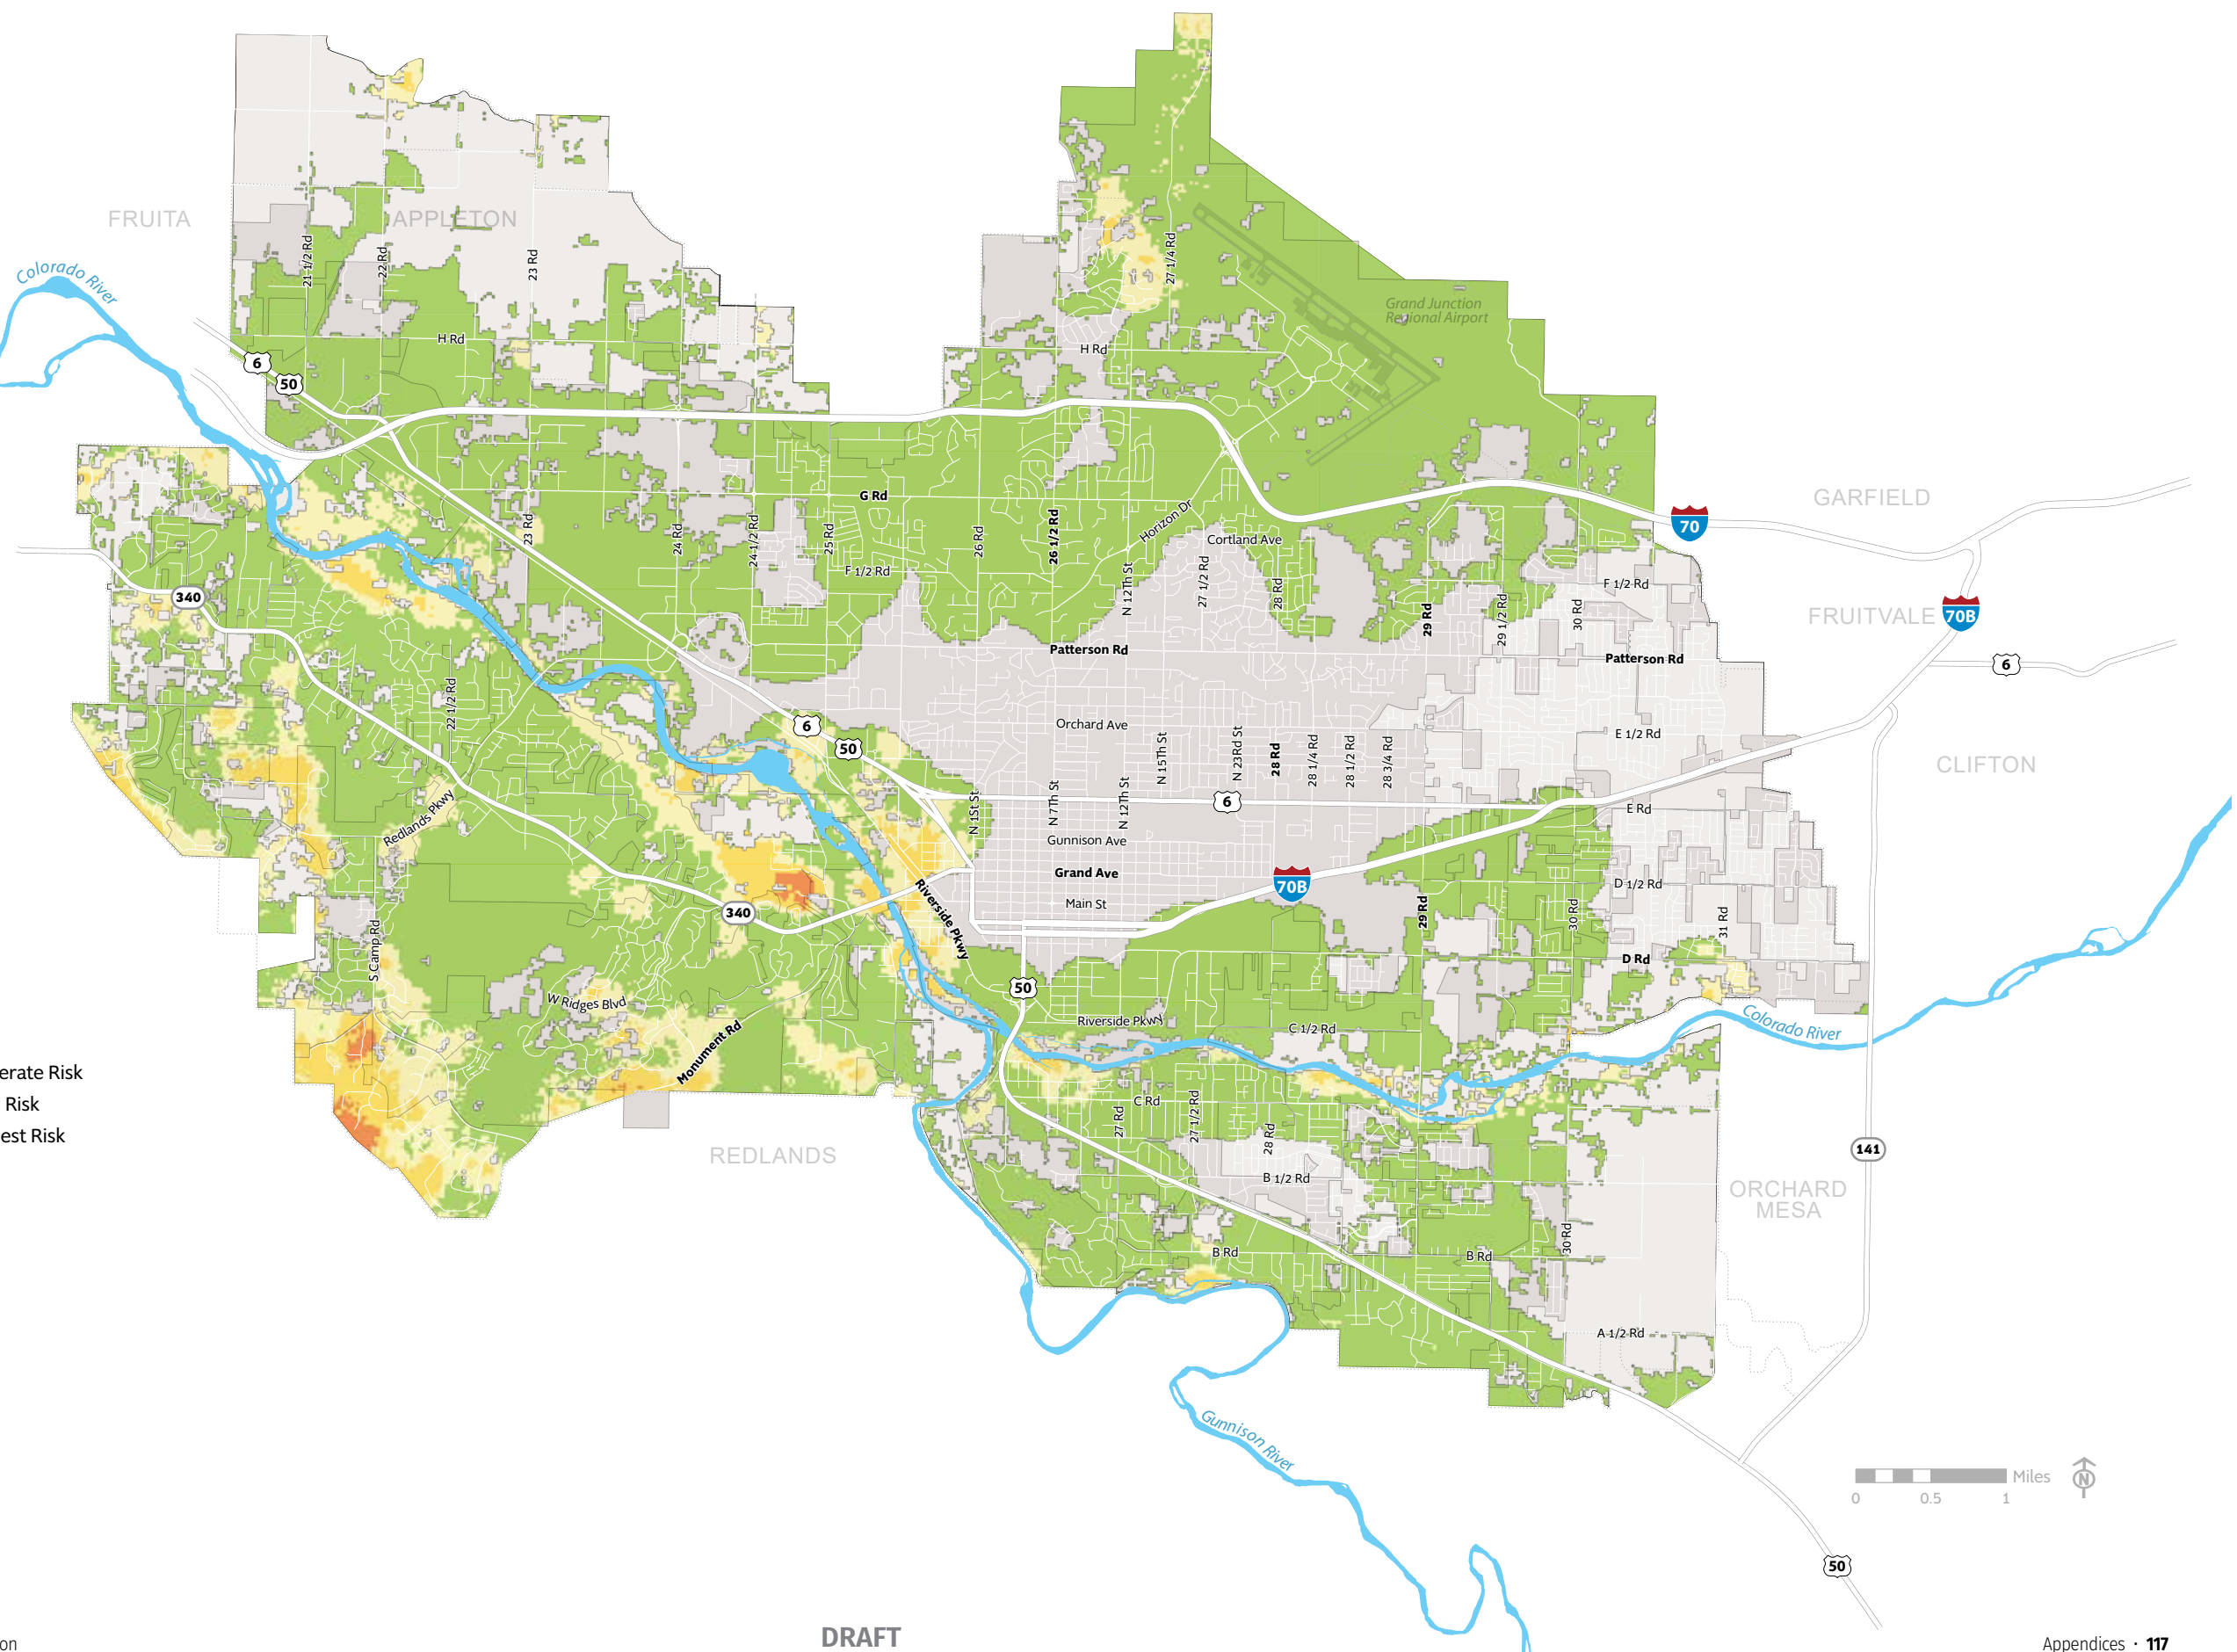 FRUITA
APPLETON
Colorado River
21 1/2 Rd
22 Rd
23 Rd
27 1/4 Rd
Grand Junction
Regional Airport
H Rd
H Rd
6
50
G Rd
23 Rd
24 Rd
24 1/2 Rd
25 Rd
26 Rd
26 1/2 Rd
Horizon Dr
Cortland Ave
70
GARFIELD
F 1/2 Rd
N 12Th St
27 1/2 Rd
28 Rd
29 Rd
29 1/2 Rd
30 Rd
F 1/2 Rd
340
FRUITVALE
70B
6
Patterson Rd
Patterson Rd
22 1/2 Rd
6
50
Orchard Ave
E 1/2 Rd
N 15Th St
N 23Rd St
28 Rd
28 1/4 Rd
28 1/2 Rd
28 3/4 Rd
CLIFTON
Redlands Pkwy
N 1St St
N 7Th St
N 12Th St
6
E Rd
Gunnison Ave
Grand Ave
70B
D 1/2 Rd
Main St
340
Riverside Pkwy
29 Rd
30 Rd
31 Rd
S Camp Rd
D Rd
W Ridges Blvd
50
Riverside Pkwy
C 1/2 Rd
Colorado River
Monument Rd
erate Risk
Risk
est Risk
C Rd
27 Rd
27 1/2 Rd
28 Rd
REDLANDS
B 1/2 Rd
141
ORCHARD
MESA
B Rd
B Rd
30 Rd
A 1/2 Rd
Gunnison River
Miles
N
0
0.5
1
50
on
DRAFT
Appendices · 117